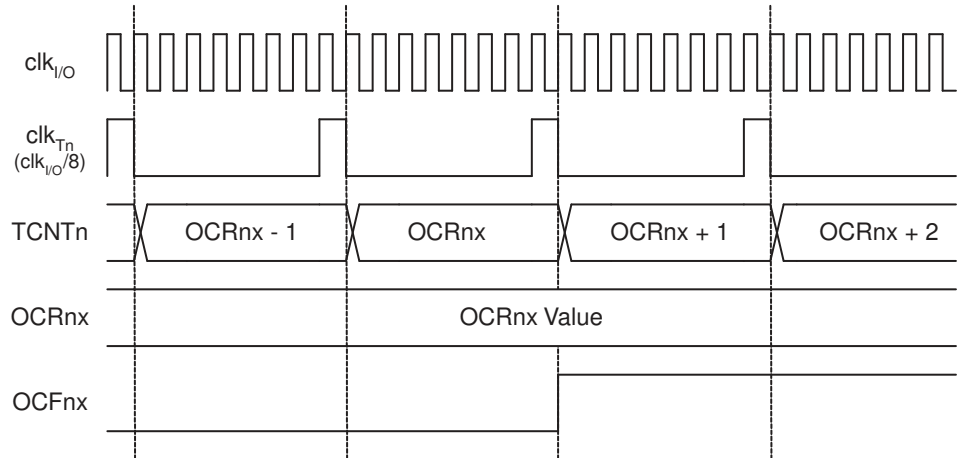 clkI/O
clkTn
(clkI/O/8)
TCNTn OCRnx - 1 OCRnx OCRnx + 1 OCRnx + 2
OCRnx OCRnx Value
OCFnx